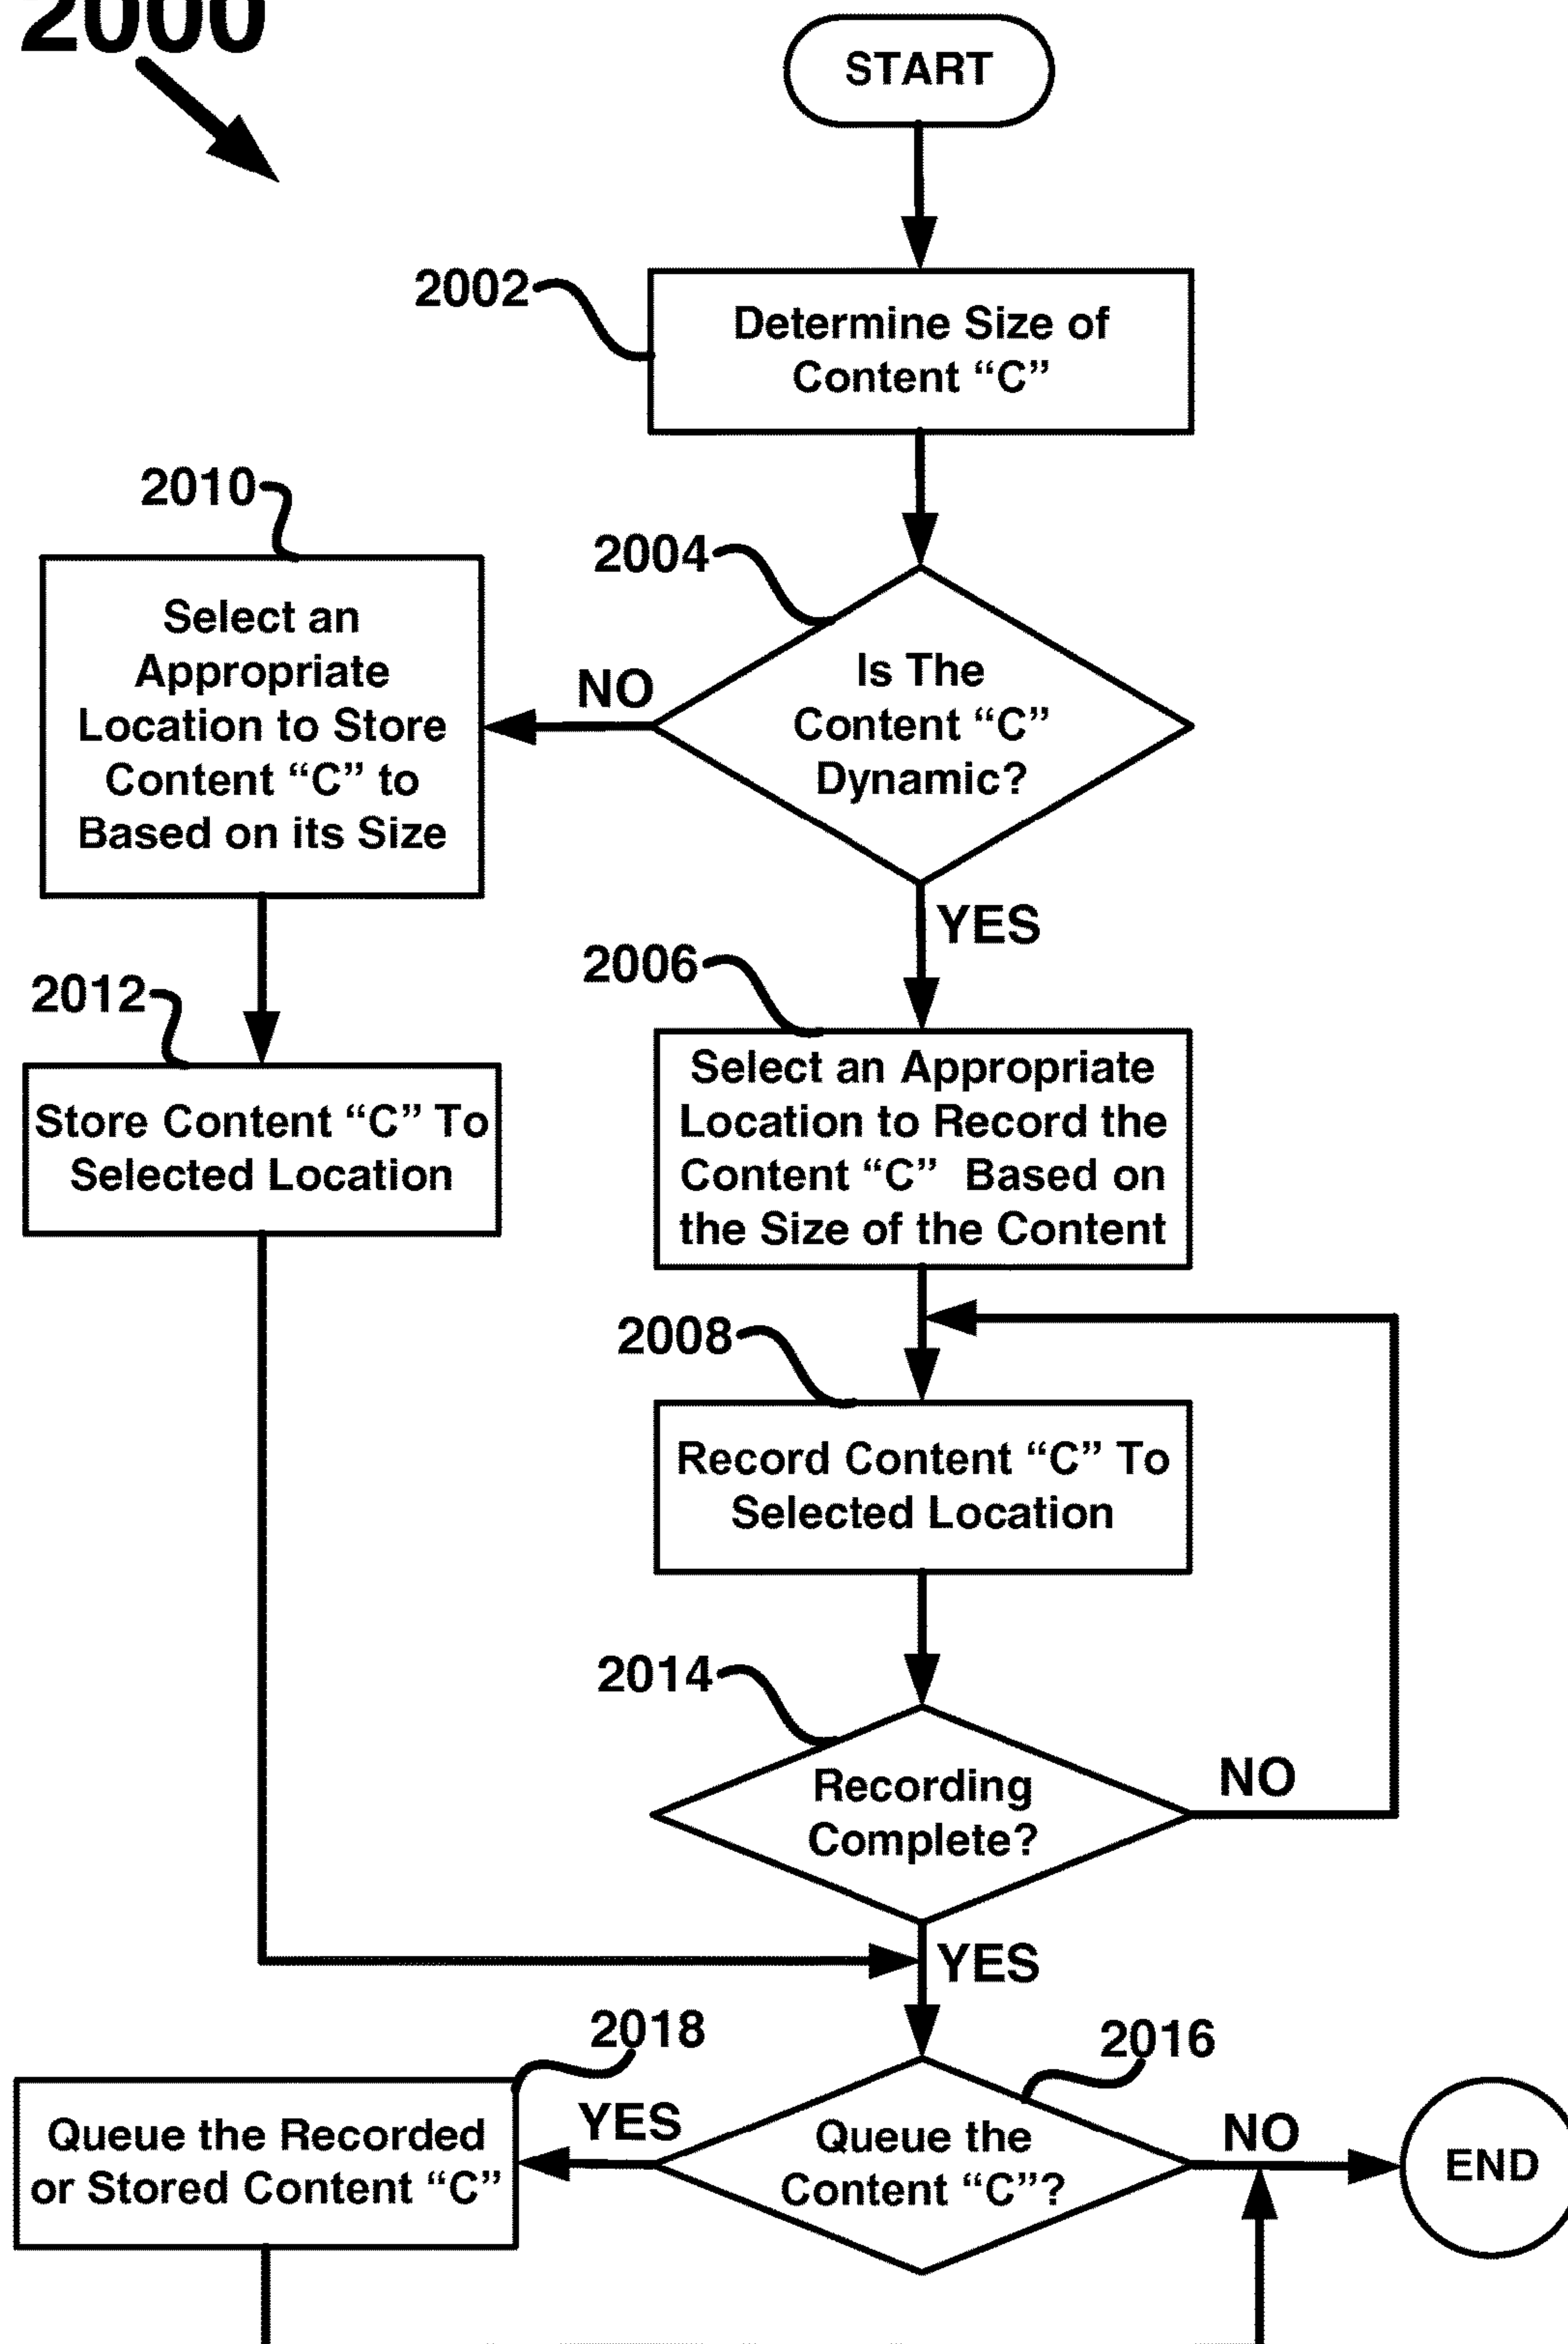 2000
START
2002
Determine Size of
Content “C”
2010
2004
Select an
Appropriate
Location to Store
Content “C” to
Based on its Size
NO
Is The
Content “C”
Dynamic?
YES
2012
2006
Store Content “C” To
Selected Location
Select an Appropriate
Location to Record the
Content “C” Based on
the Size of the Content
2008
Record Content “C” To
Selected Location
2014
Recording
Complete?
NO
YES
2018
2016
Queue the Recorded
or Stored Content “C”
YES
Queue the
Content “C”?
NO
END